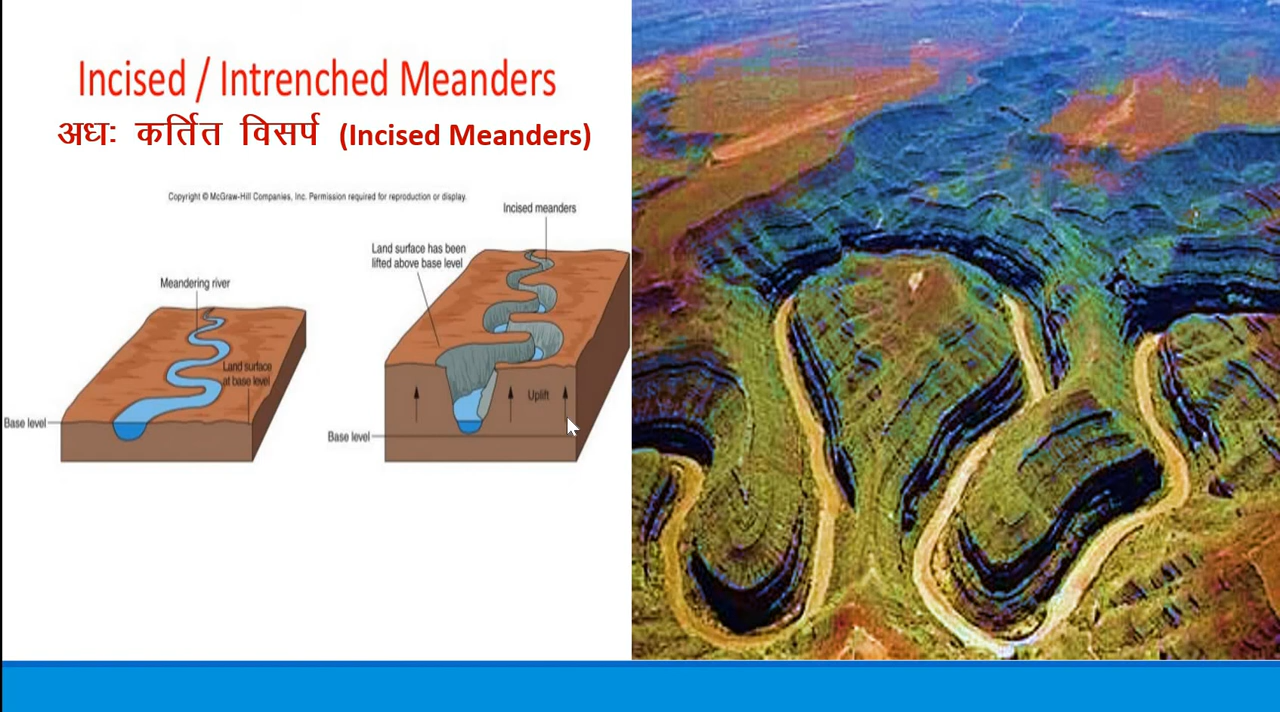 Incised / Intrenched Meanders
अधः कर्तित विसर्प (Incised Meanders)
Copyright © McGraw-Hill Companies, Inc. Permission required for reproduction or display.
Incised meanders
Land surface has been
lifted above base level
Meandering river
Land surface
at base level
Uplift
Base level
Base level